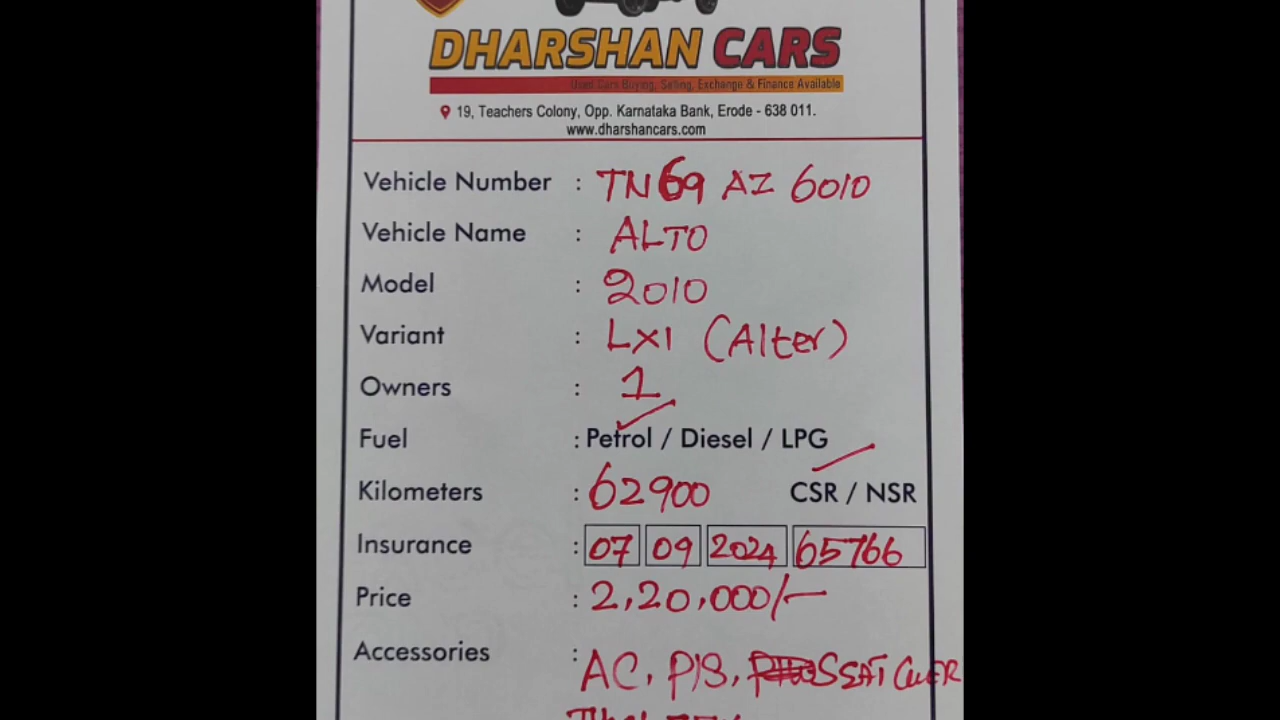 DHARSHAN CARS
Used Cars Buying, Selling, Exchange & Finance Available
19, Teachers Colony, Opp. Karnataka Bank, Erode - 638 011.
www.dharshancars.com
Vehicle Number : TN69 AZ 6010
Vehicle Name : ALTO
Model : 2010
Variant : LXI (Alter)
Owners : 1
Fuel : Petrol / Diesel / LPG
Kilometers : 62900 CSR / NSR
Insurance : 07 09 2024 65766
Price : 2,20,000/-
Accessories : AC, P/S,